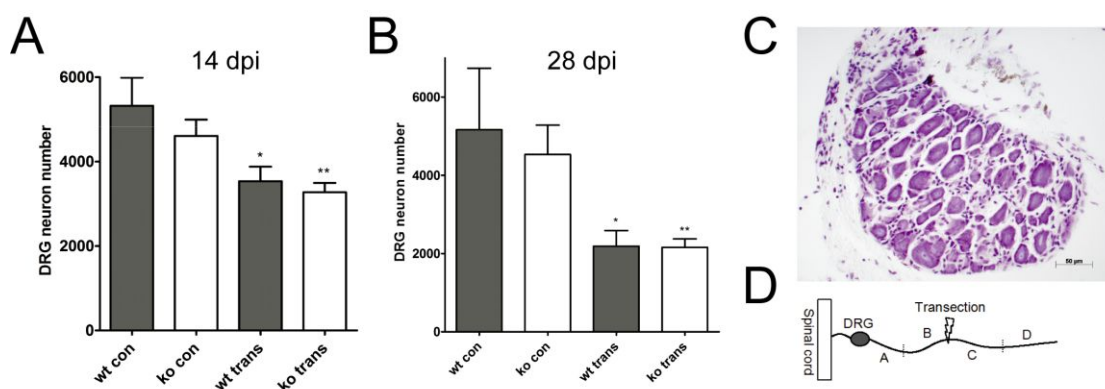 A
14 dpi
DRG neuron number
6000
4000
2000
0
*
**
wt con
ko con
wt trans
ko trans
B
28 dpi
DRG neuron number
6000
4000
2000
0
*
**
wt con
ko con
wt trans
ko trans
C
50 µm
D
Spinal cord
DRG
Transection
A
B
C
D